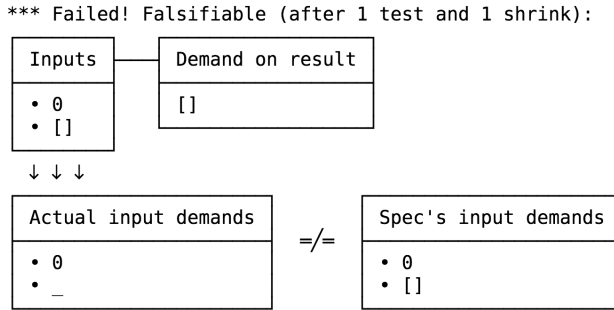 *** Failed! Falsifiable (after 1 test and 1 shrink):
Inputs
Demand on result
• 0
• []
[]
↓ ↓ ↓
Actual input demands
• 0
• _
=/=
Spec's input demands
• 0
• []